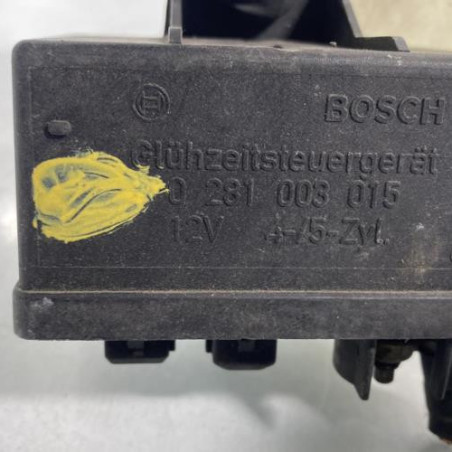 BOSCH
Glühzeitsteuergerät
0 281 003 015
12V 4-/5-Zyl.